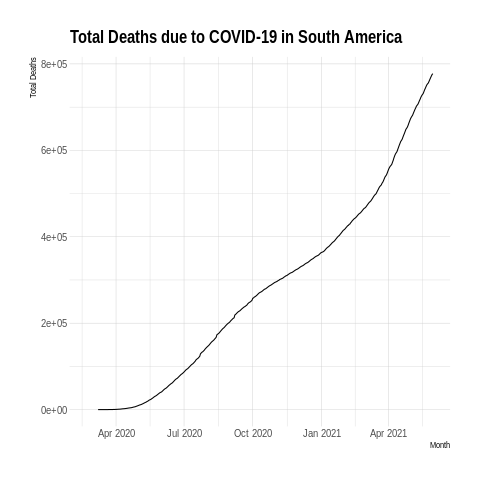 Total Deaths due to COVID-19 in South America
Total Deaths
8e+05
6e+05
4e+05
2e+05
0e+00
Apr 2020 Jul 2020 Oct 2020 Jan 2021 Apr 2021
Month